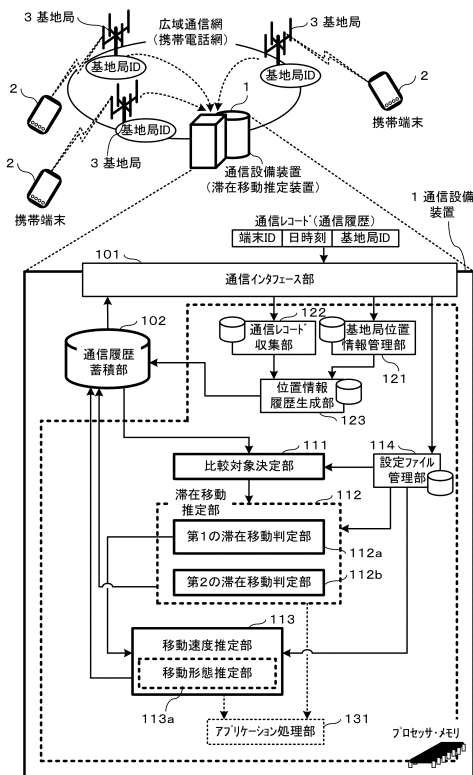 3 基地局
広域通信網
(携帯電話網)
3 基地局
基地局ID
基地局ID
2
2
1
基地局ID
3 基地局
携帯端末
2
通信設備装置
(滞在移動推定装置)
携帯端末
1 通信設備
装置
通信レコード(通信履歴)
端末ID 日時刻 基地局ID
101
通信インタフェース部
102
122
通信履歴
蓄積部
通信レコード
収集部
基地局位置
情報管理部
121
位置情報
履歴生成部
123
111
114
比較対象決定部
設定ファイル
管理部
滞在移動
推定部
112
第1の滞在移動判定部
112a
第2の滞在移動判定部
112b
113
移動速度推定部
移動形態推定部
113a
131
アプリケーション処理部
プロセッサ・メモリ